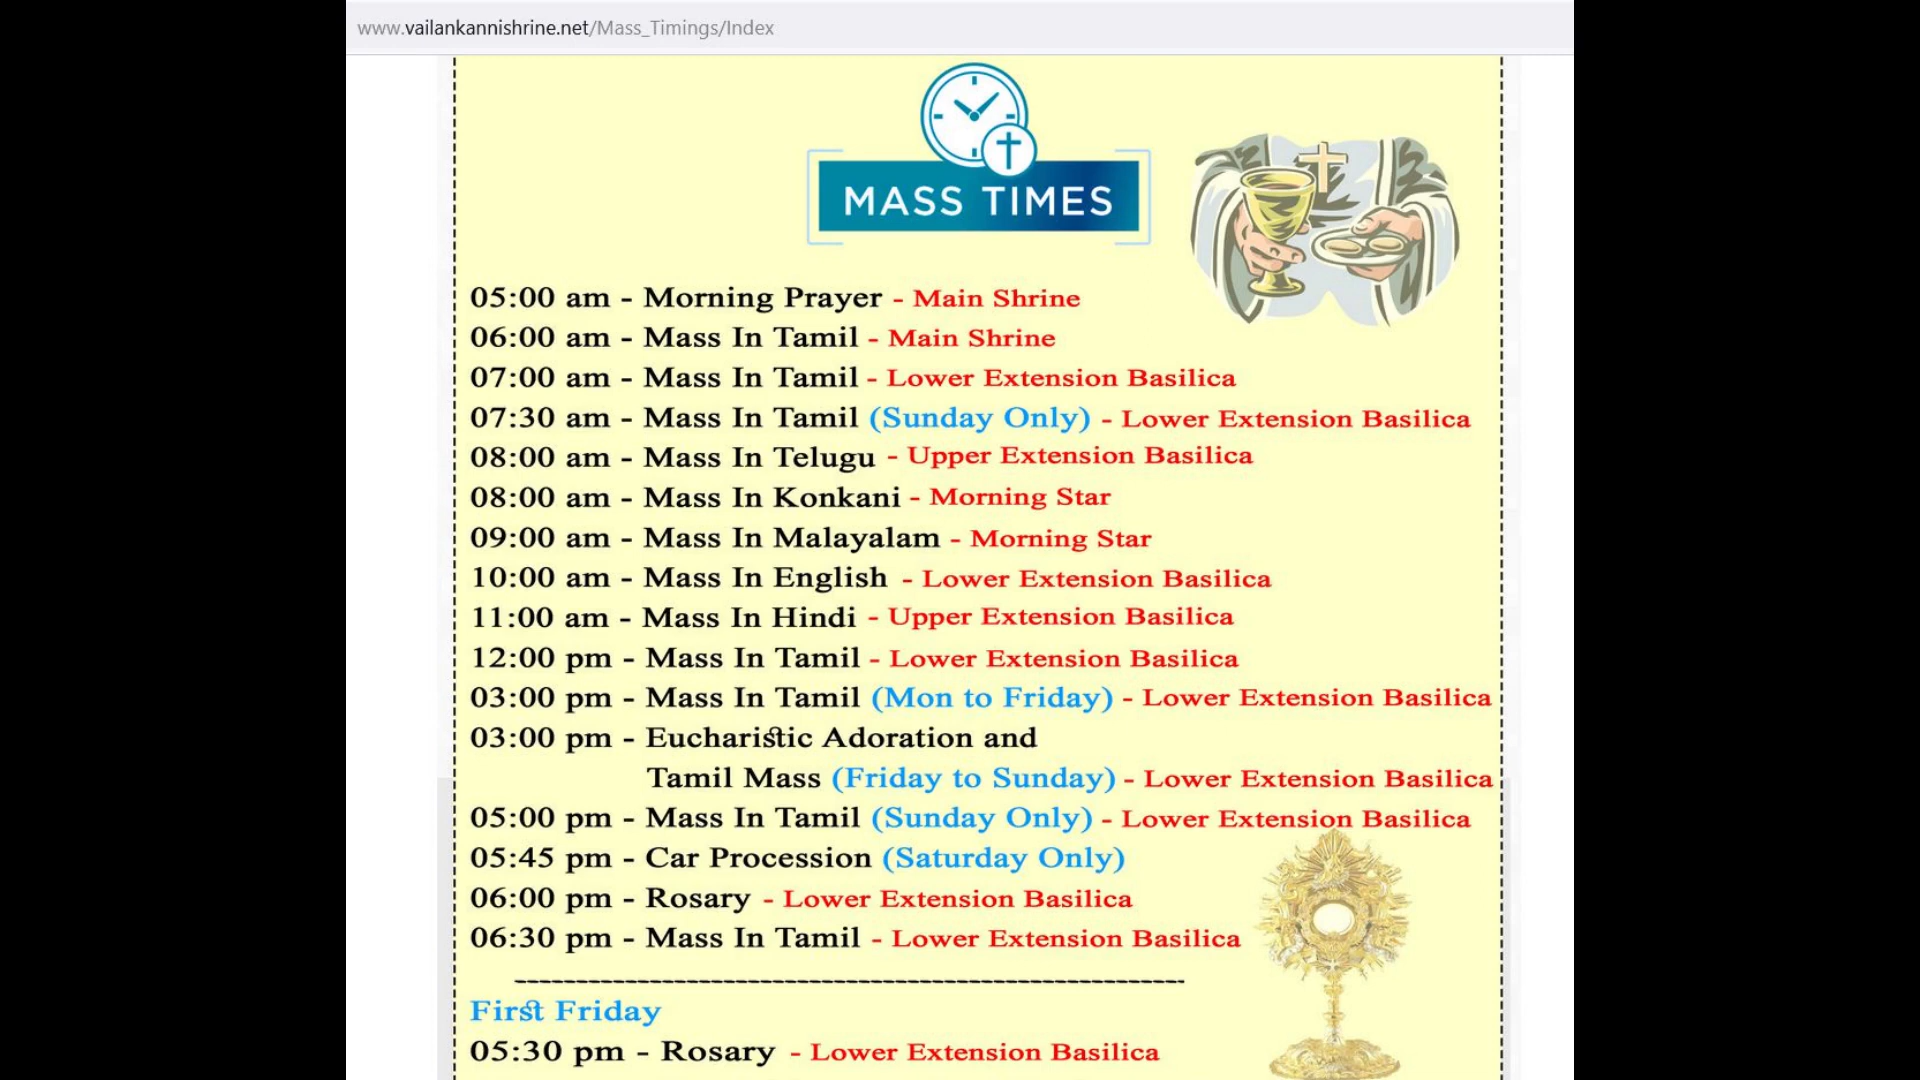 www.vailankannishrine.net/Mass_Timings/Index
MASS TIMES
05:00 am - Morning Prayer - Main Shrine
06:00 am - Mass In Tamil - Main Shrine
07:00 am - Mass In Tamil - Lower Extension Basilica
07:30 am - Mass In Tamil (Sunday Only) - Lower Extension Basilica
08:00 am - Mass In Telugu - Upper Extension Basilica
08:00 am - Mass In Konkani - Morning Star
09:00 am - Mass In Malayalam - Morning Star
10:00 am - Mass In English - Lower Extension Basilica
11:00 am - Mass In Hindi - Upper Extension Basilica
12:00 pm - Mass In Tamil - Lower Extension Basilica
03:00 pm - Mass In Tamil (Mon to Friday) - Lower Extension Basilica
03:00 pm - Eucharistic Adoration and
Tamil Mass (Friday to Sunday) - Lower Extension Basilica
05:00 pm - Mass In Tamil (Sunday Only) - Lower Extension Basilica
05:45 pm - Car Procession (Saturday Only)
06:00 pm - Rosary - Lower Extension Basilica
06:30 pm - Mass In Tamil - Lower Extension Basilica
First Friday
05:30 pm - Rosary - Lower Extension Basilica